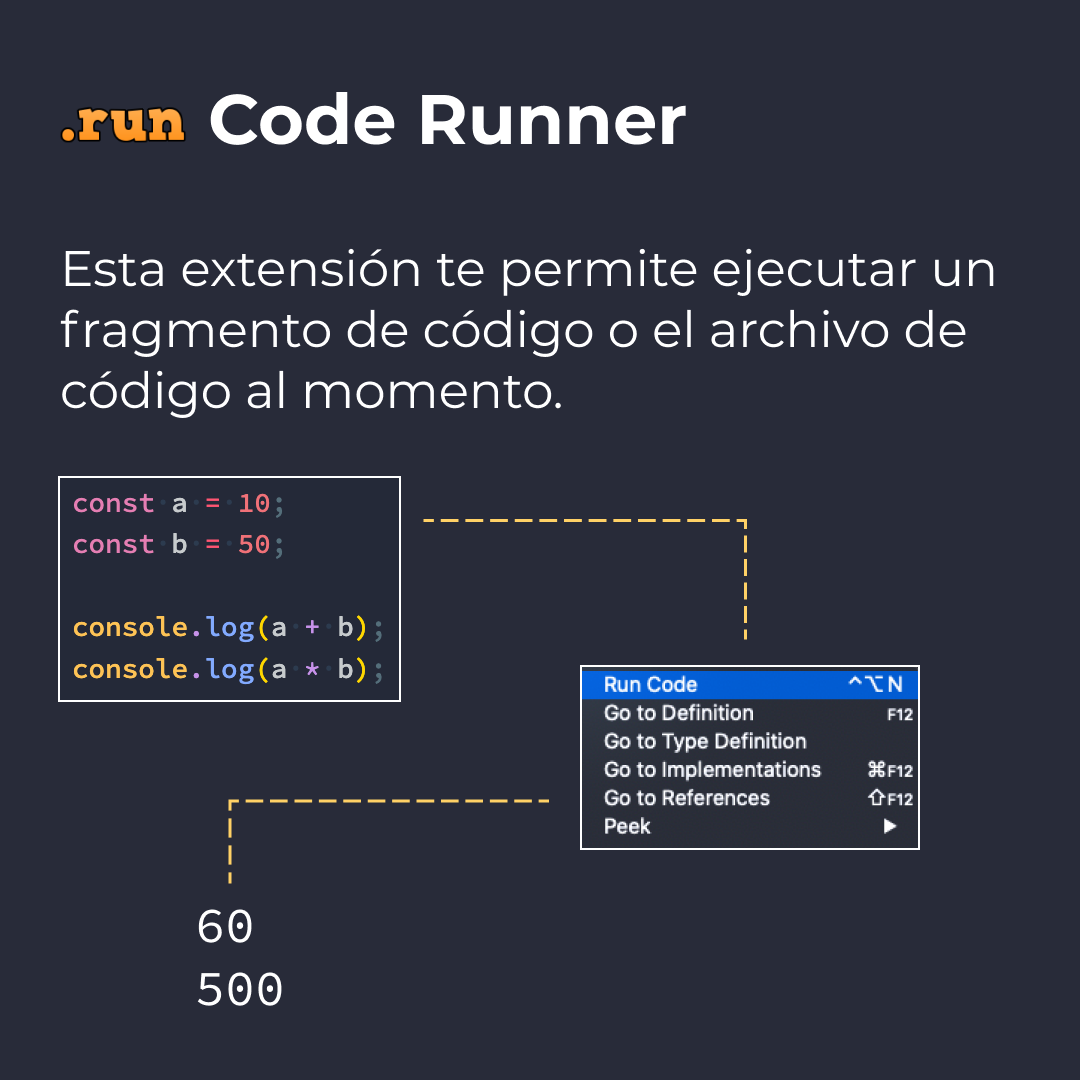 .run Code Runner
Esta extensión te permite ejecutar un
fragmento de código o el archivo de
código al momento.
const a = 10;
const b = 50;
console.log(a + b);
console.log(a * b);
Run Code ^⌥N
Go to Definition F12
Go to Type Definition
Go to Implementations ⌘F12
Go to References ⇧F12
Peek ▶
60
500